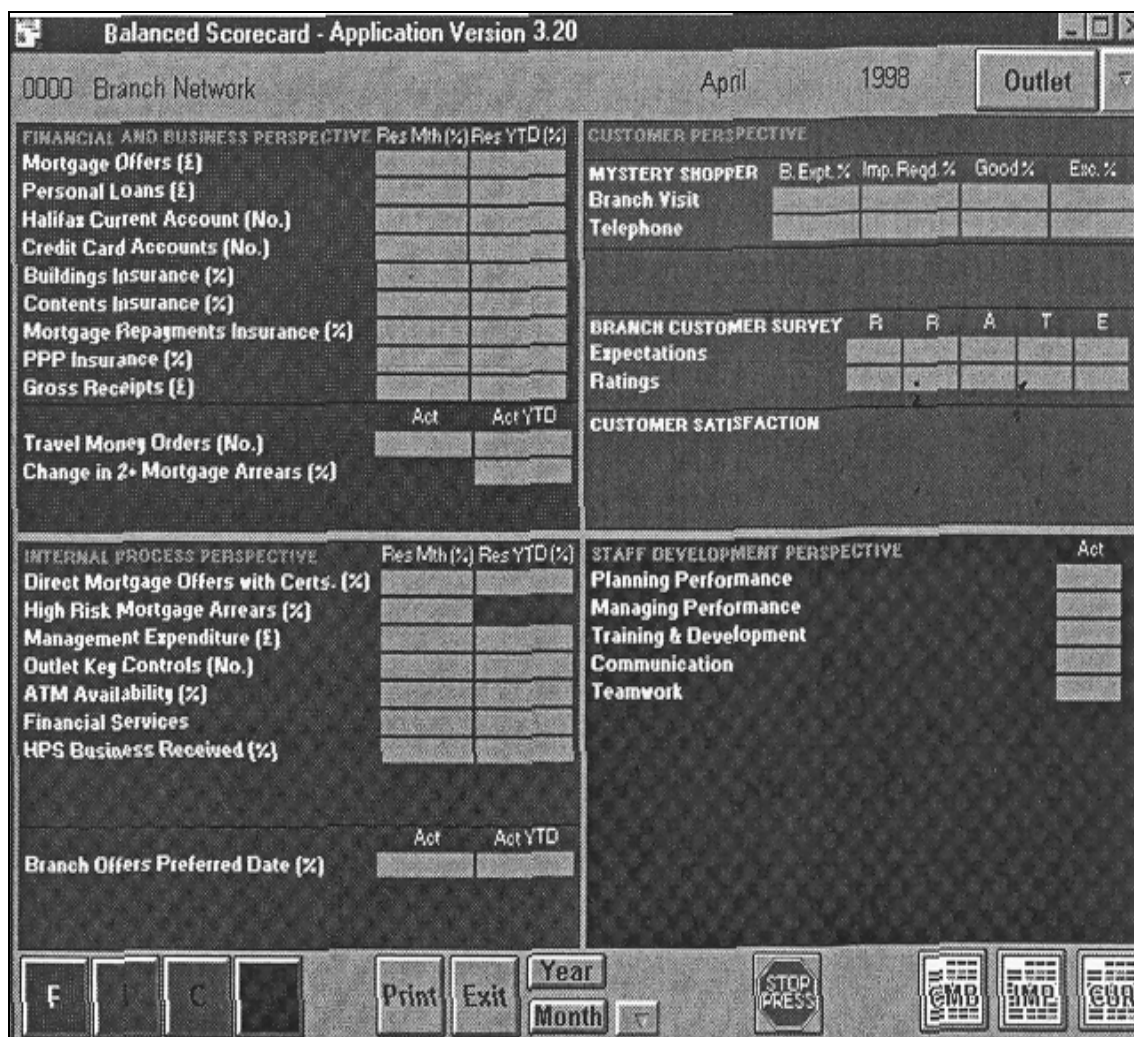 Balanced Scorecard - Application Version 3.20
0000 Branch Network April 1998 Outlet
FINANCIAL AND BUSINESS PERSPECTIVE Res Mth (%) Res YTD (%)
Mortgage Offers (£)
Personal Loans (£)
Halifax Current Account (No.)
Credit Card Accounts (No.)
Buildings Insurance (%)
Contents Insurance (%)
Mortgage Repayments Insurance (%)
PPP Insurance (%)
Gross Receipts (£)
Act Act YTD
Travel Money Orders (No.)
Change in 2+ Mortgage Arrears (%)
CUSTOMER PERSPECTIVE
MYSTERY SHOPPER B. Expt. % Imp. Reqd. % Good % Exc. %
Branch Visit
Telephone
BRANCH CUSTOMER SURVEY R R A T E
Expectations
Ratings
CUSTOMER SATISFACTION
INTERNAL PROCESS PERSPECTIVE Res Mth (%) Res YTD (%)
Direct Mortgage Offers with Certs. (%)
High Risk Mortgage Arrears (%)
Management Expenditure (£)
Outlet Key Controls (No.)
ATM Availability (%)
Financial Services
HPS Business Received (%)
Act Act YTD
Branch Offers Preferred Date (%)
STAFF DEVELOPMENT PERSPECTIVE Act
Planning Performance
Managing Performance
Training & Development
Communication
Teamwork
F I C Print Exit Year
Month
STOP
PRESS
CMB IMP CUR